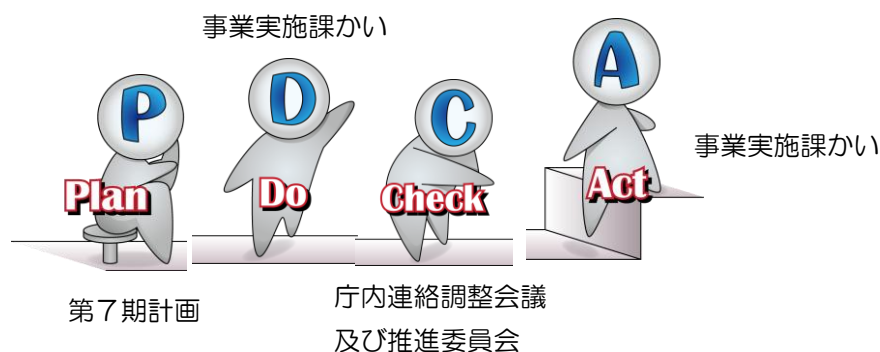 事業実施課かい
P
D
C
A
Plan
Do
Check
Act
事業実施課かい
第７期計画
庁内連絡調整会議
及び推進委員会